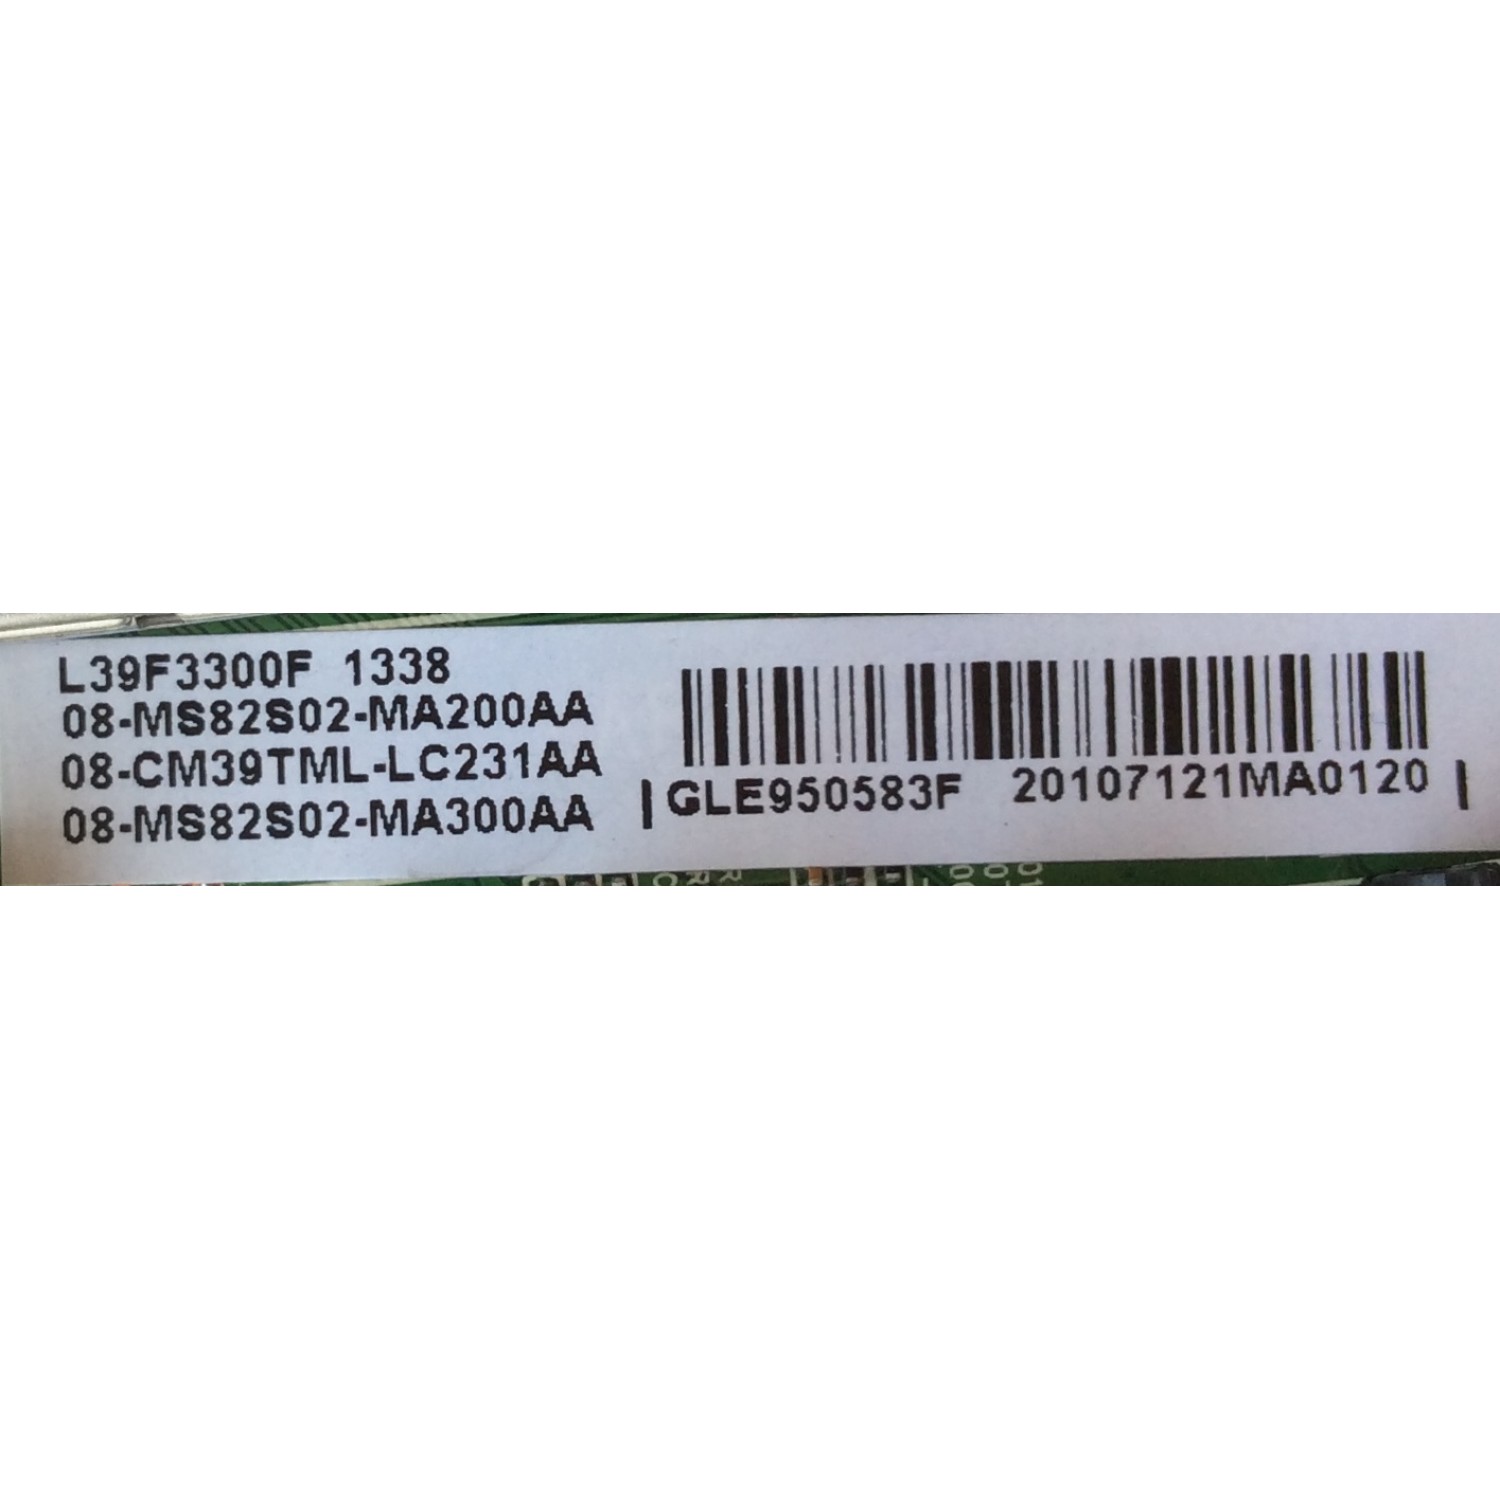 L39F3300F 1338
08-MS82S02-MA200AA
08-CM39TML-LC231AA
08-MS82S02-MA300AA
GLE950583F 20107121MA0120